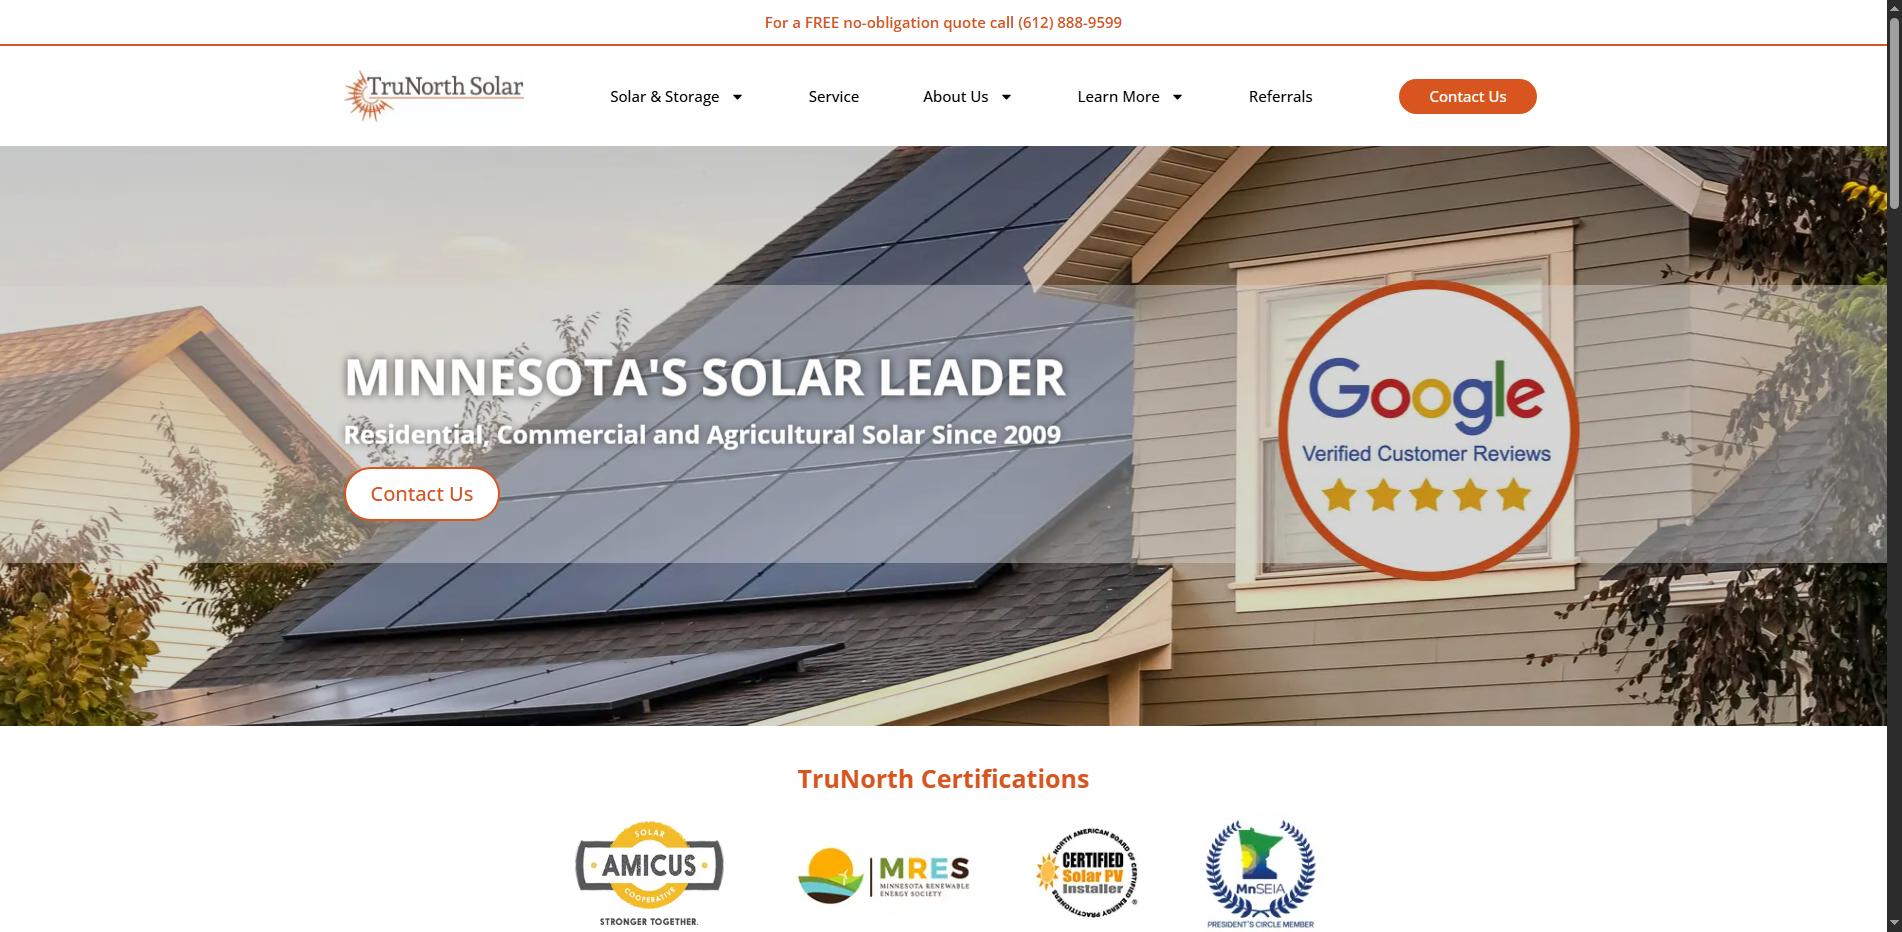 For a FREE no-obligation quote call (612) 888-9599
TruNorth Solar
Solar & Storage
Service
About Us
Learn More
Referrals
Contact Us
MINNESOTA'S SOLAR LEADER
Residential, Commercial and Agricultural Solar Since 2009
Contact Us
Google
Verified Customer Reviews
TruNorth Certifications
SOLAR
AMICUS
COOPERATIVE
STRONGER TOGETHER.
MRES
MINNESOTA RENEWABLE
ENERGY SOCIETY
NORTH AMERICAN BOARD OF CERTIFIED ENERGY PRACTITIONERS
CERTIFIED
Solar PV
Installer
®
MnSEIA
PRESIDENT'S CIRCLE MEMBER